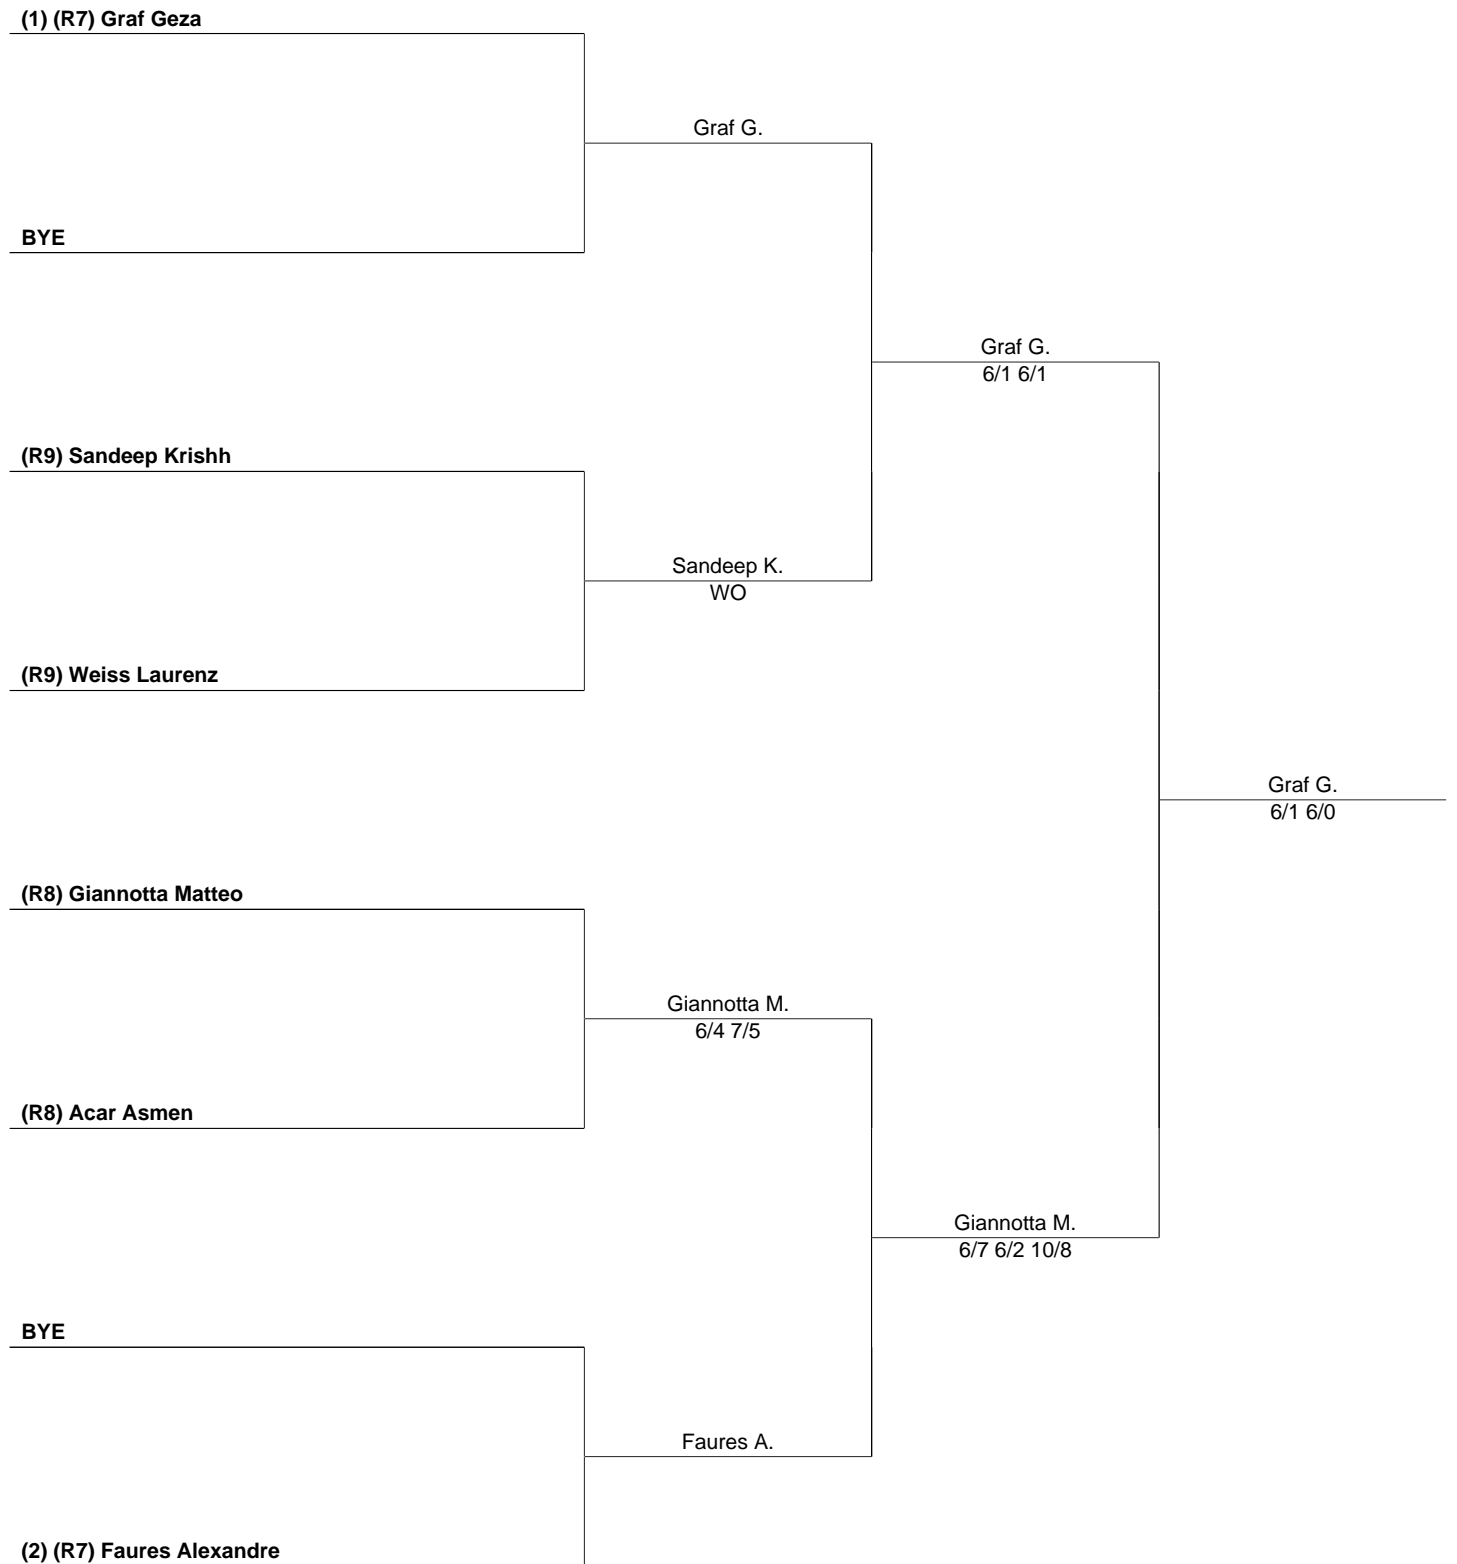 (1) (R7) Graf Geza
Graf G.
BYE
Graf G.
6/1 6/1
(R9) Sandeep Krishh
Sandeep K.
WO
(R9) Weiss Laurenz
Graf G.
6/1 6/0
(R8) Giannotta Matteo
Giannotta M.
6/4 7/5
(R8) Acar Asmen
Giannotta M.
6/7 6/2 10/8
BYE
Faures A.
(2) (R7) Faures Alexandre